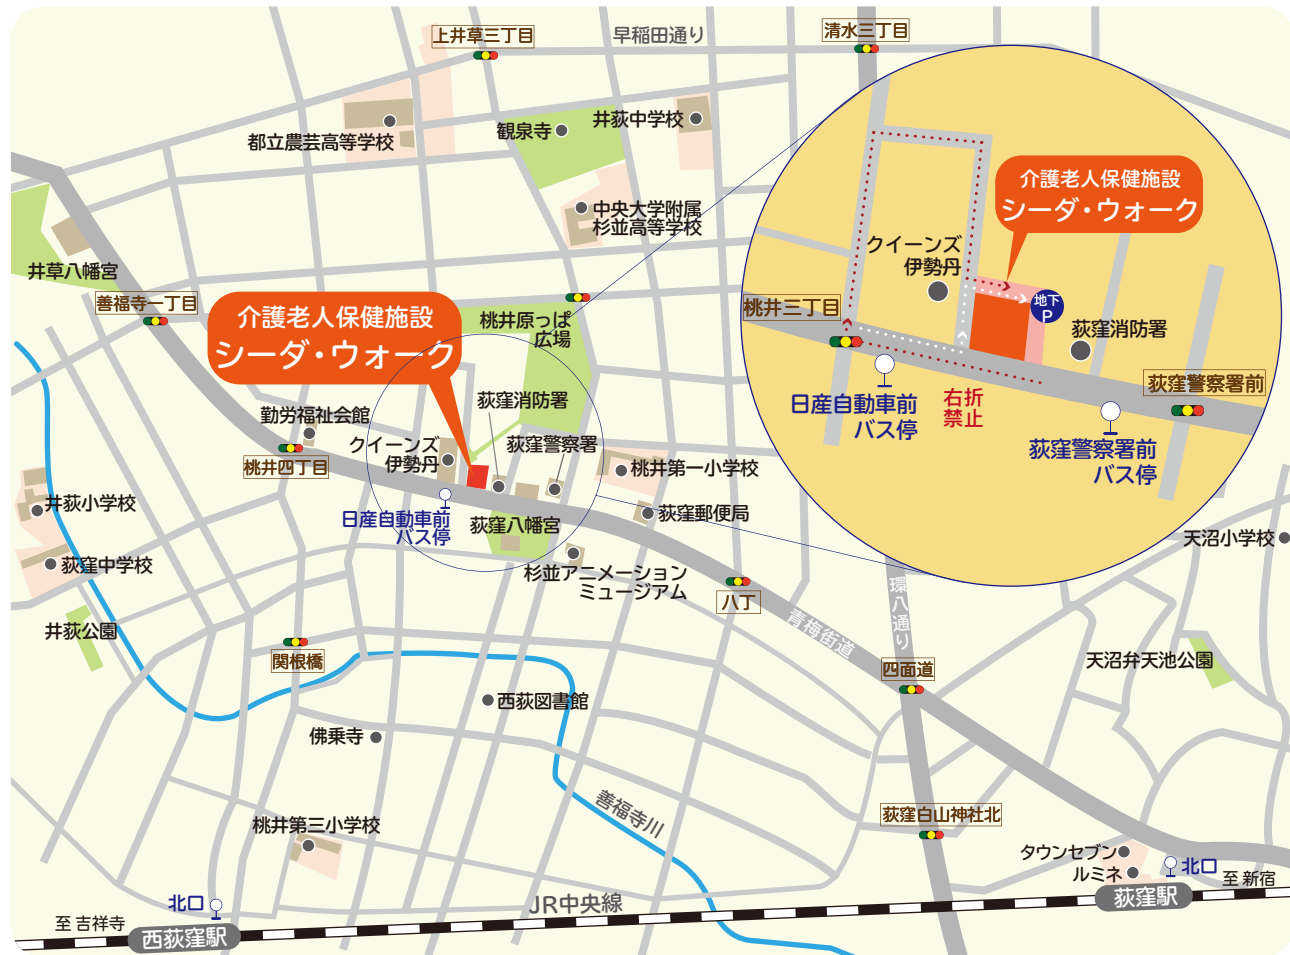 上井草三丁目
早稲田通り
清水三丁目
都立農芸高等学校
観泉寺
井荻中学校
中央大学附属
杉並高等学校
井草八幡宮
善福寺一丁目
介護老人保健施設
シーダ・ウォーク
桃井原っぱ
広場
勤労福祉会館
桃井四丁目
クイーンズ
伊勢丹
荻窪消防署
荻窪警察署
桃井第一小学校
日産自動車前
バス停
荻窪八幡宮
荻窪郵便局
杉並アニメーション
ミュージアム
八丁
井荻小学校
荻窪中学校
井荻公園
関根橋
西荻図書館
佛乗寺
桃井第三小学校
善福寺川
青梅街道
環八通り
四面道
荻窪白山神社北
天沼小学校
天沼弁天池公園
タウンセブン
ルミネ
北口
荻窪駅
至 新宿
JR中央線
北口
至 吉祥寺
西荻窪駅
介護老人保健施設
シーダ・ウォーク
クイーンズ
伊勢丹
地下
P
桃井三丁目
荻窪消防署
荻窪警察署前
日産自動車前
バス停
右折
禁止
荻窪警察署前
バス停